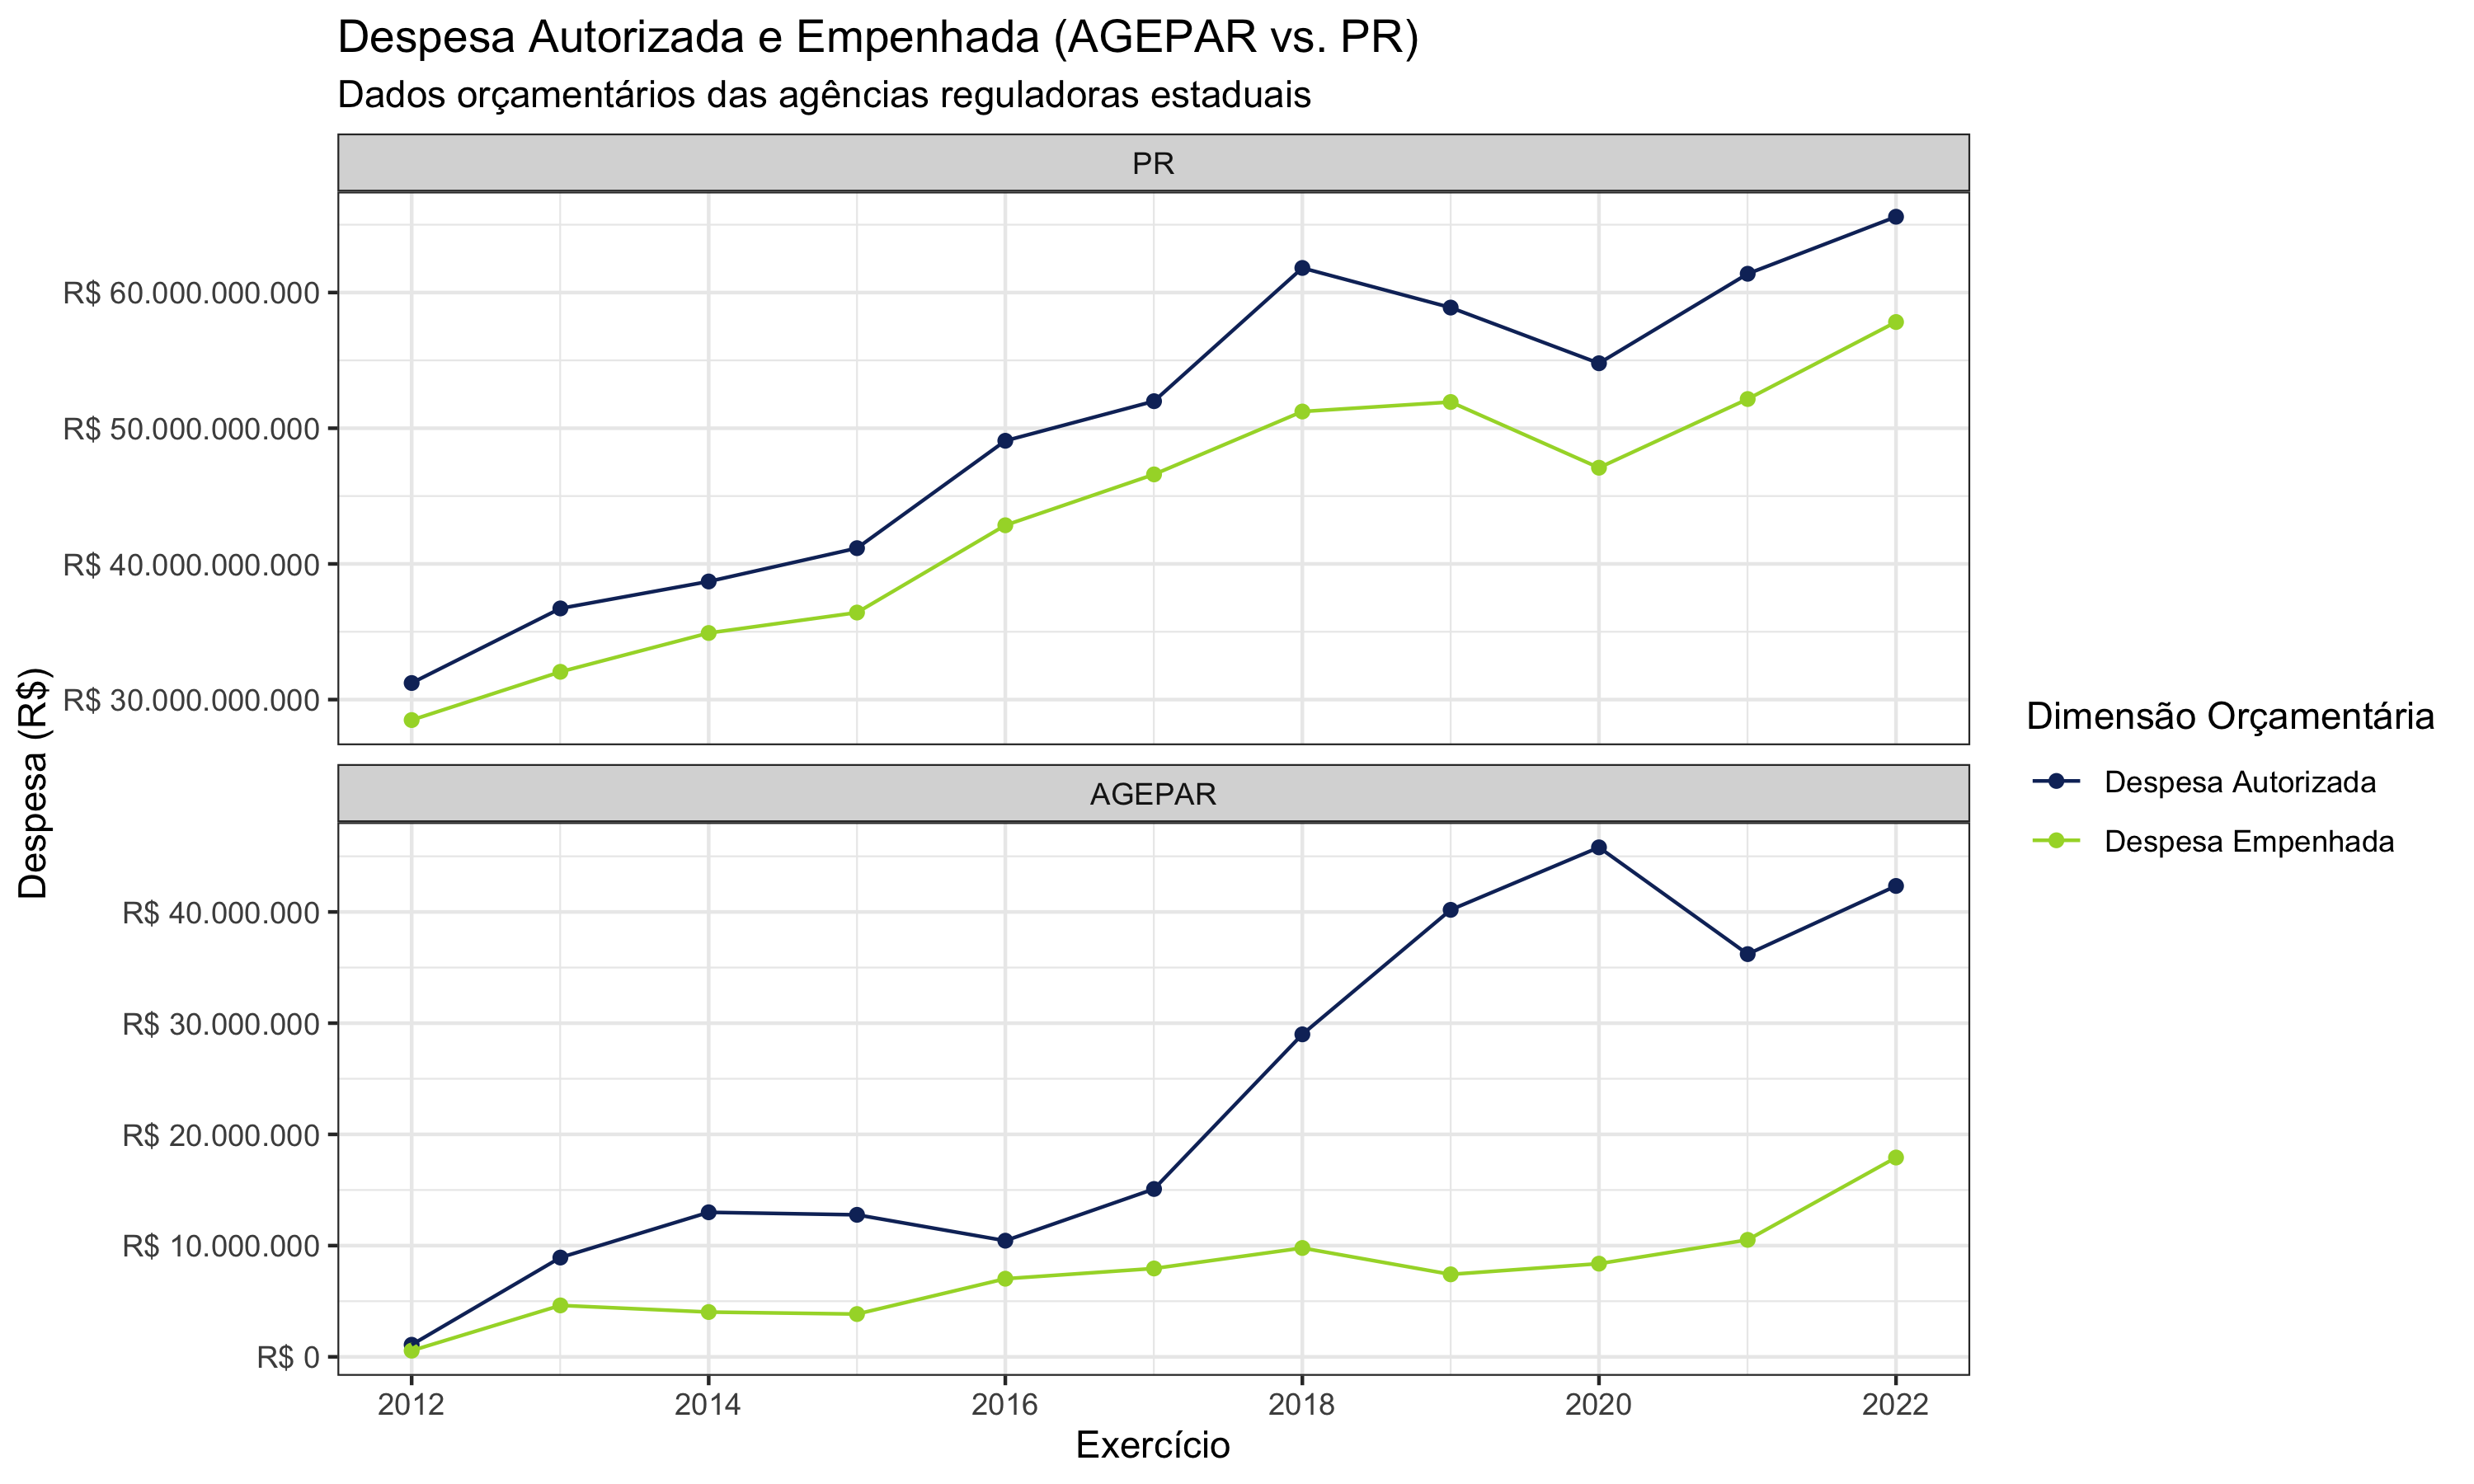 Despesa Autorizada e Empenhada (AGEPAR vs. PR)
Dados orçamentários das agências reguladoras estaduais
PR
R$ 60.000.000.000
R$ 50.000.000.000
R$ 40.000.000.000
R$ 30.000.000.000
Despesa (R$)
AGEPAR
R$ 40.000.000
R$ 30.000.000
R$ 20.000.000
R$ 10.000.000
R$ 0
2012 2014 2016 2018 2020 2022
Exercício
Dimensão Orçamentária
Despesa Autorizada
Despesa Empenhada